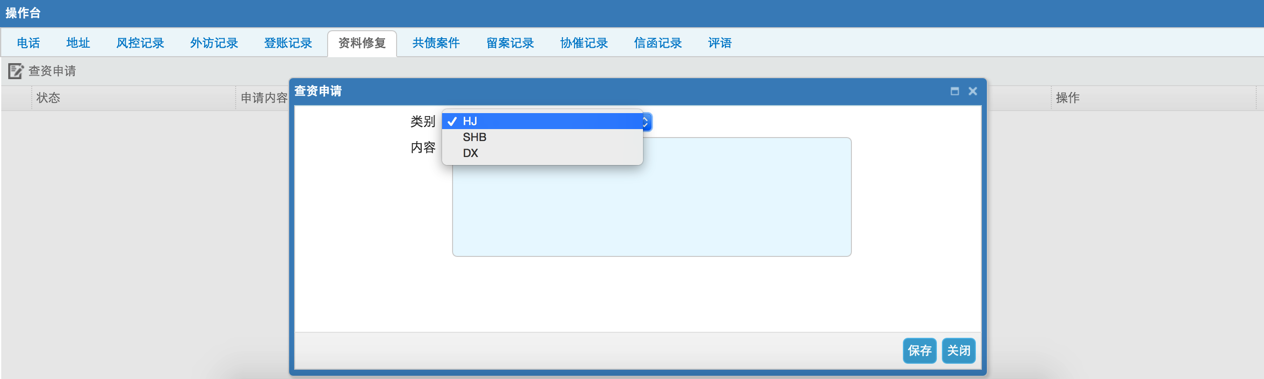 操作台
电话 地址 风控记录 外访记录 登账记录 资料修复 共债案件 留案记录 协催记录 信函记录 评语
查资申请
状态 申请内容 操作
查资申请
类别 HJ
SHB
DX
内容
保存 关闭